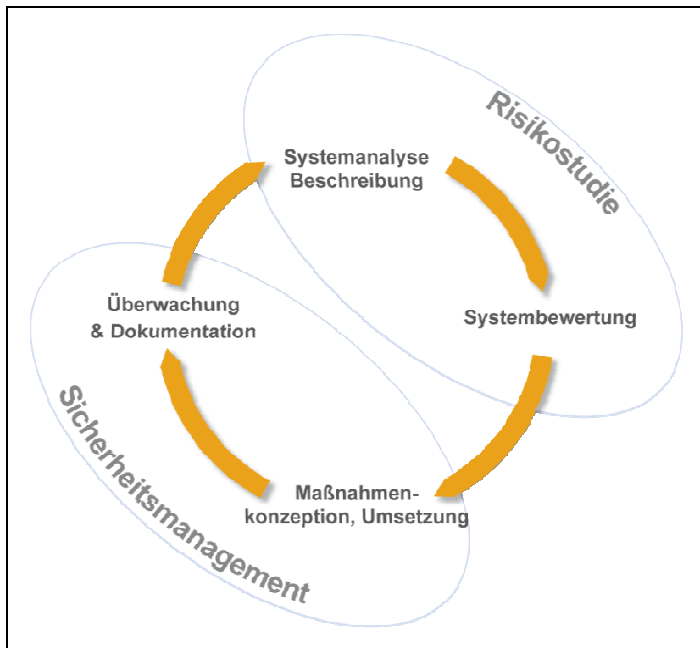 Risikostudie
Systemanalyse
Beschreibung
Systembewertung
Überwachung
& Dokumentation
Maßnahmen-
konzeption, Umsetzung
Sicherheitsmanagement